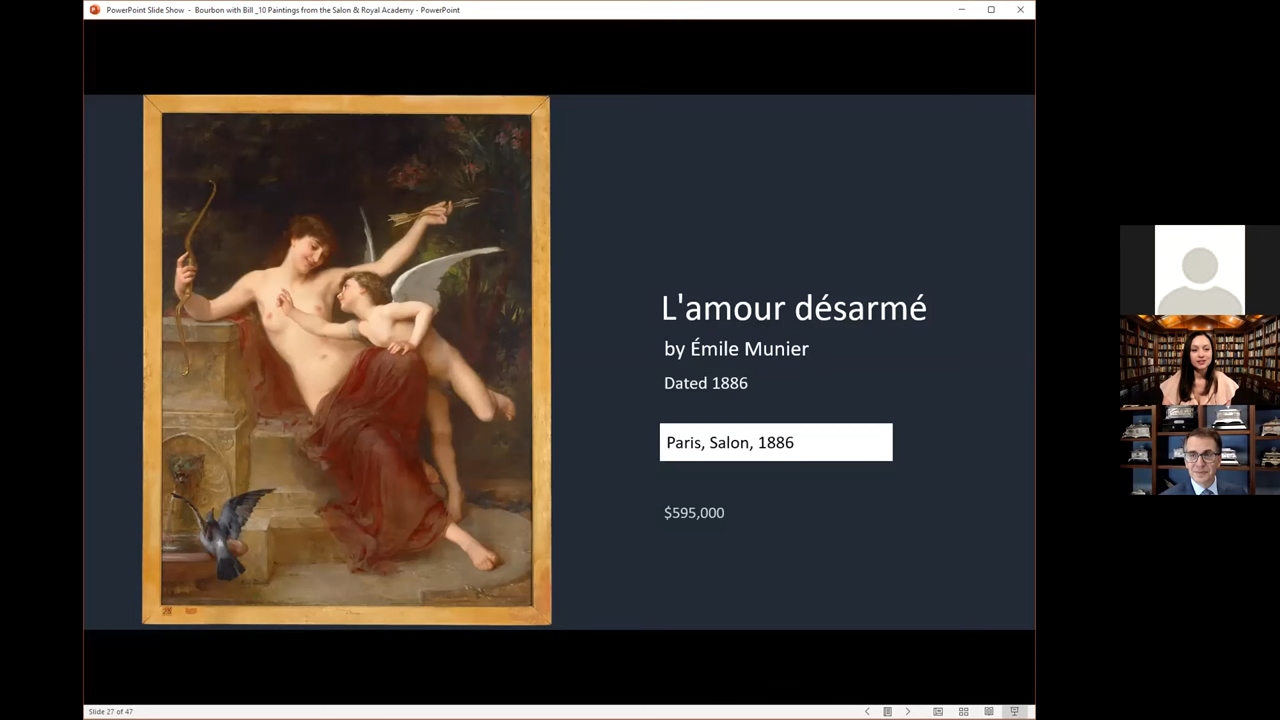 PowerPoint Slide Show - Bourbon with Bill _10 Paintings from the Salon & Royal Academy - PowerPoint
L'amour désarmé
by Émile Munier
Dated 1886
Paris, Salon, 1886
$595,000
Slide 27 of 47